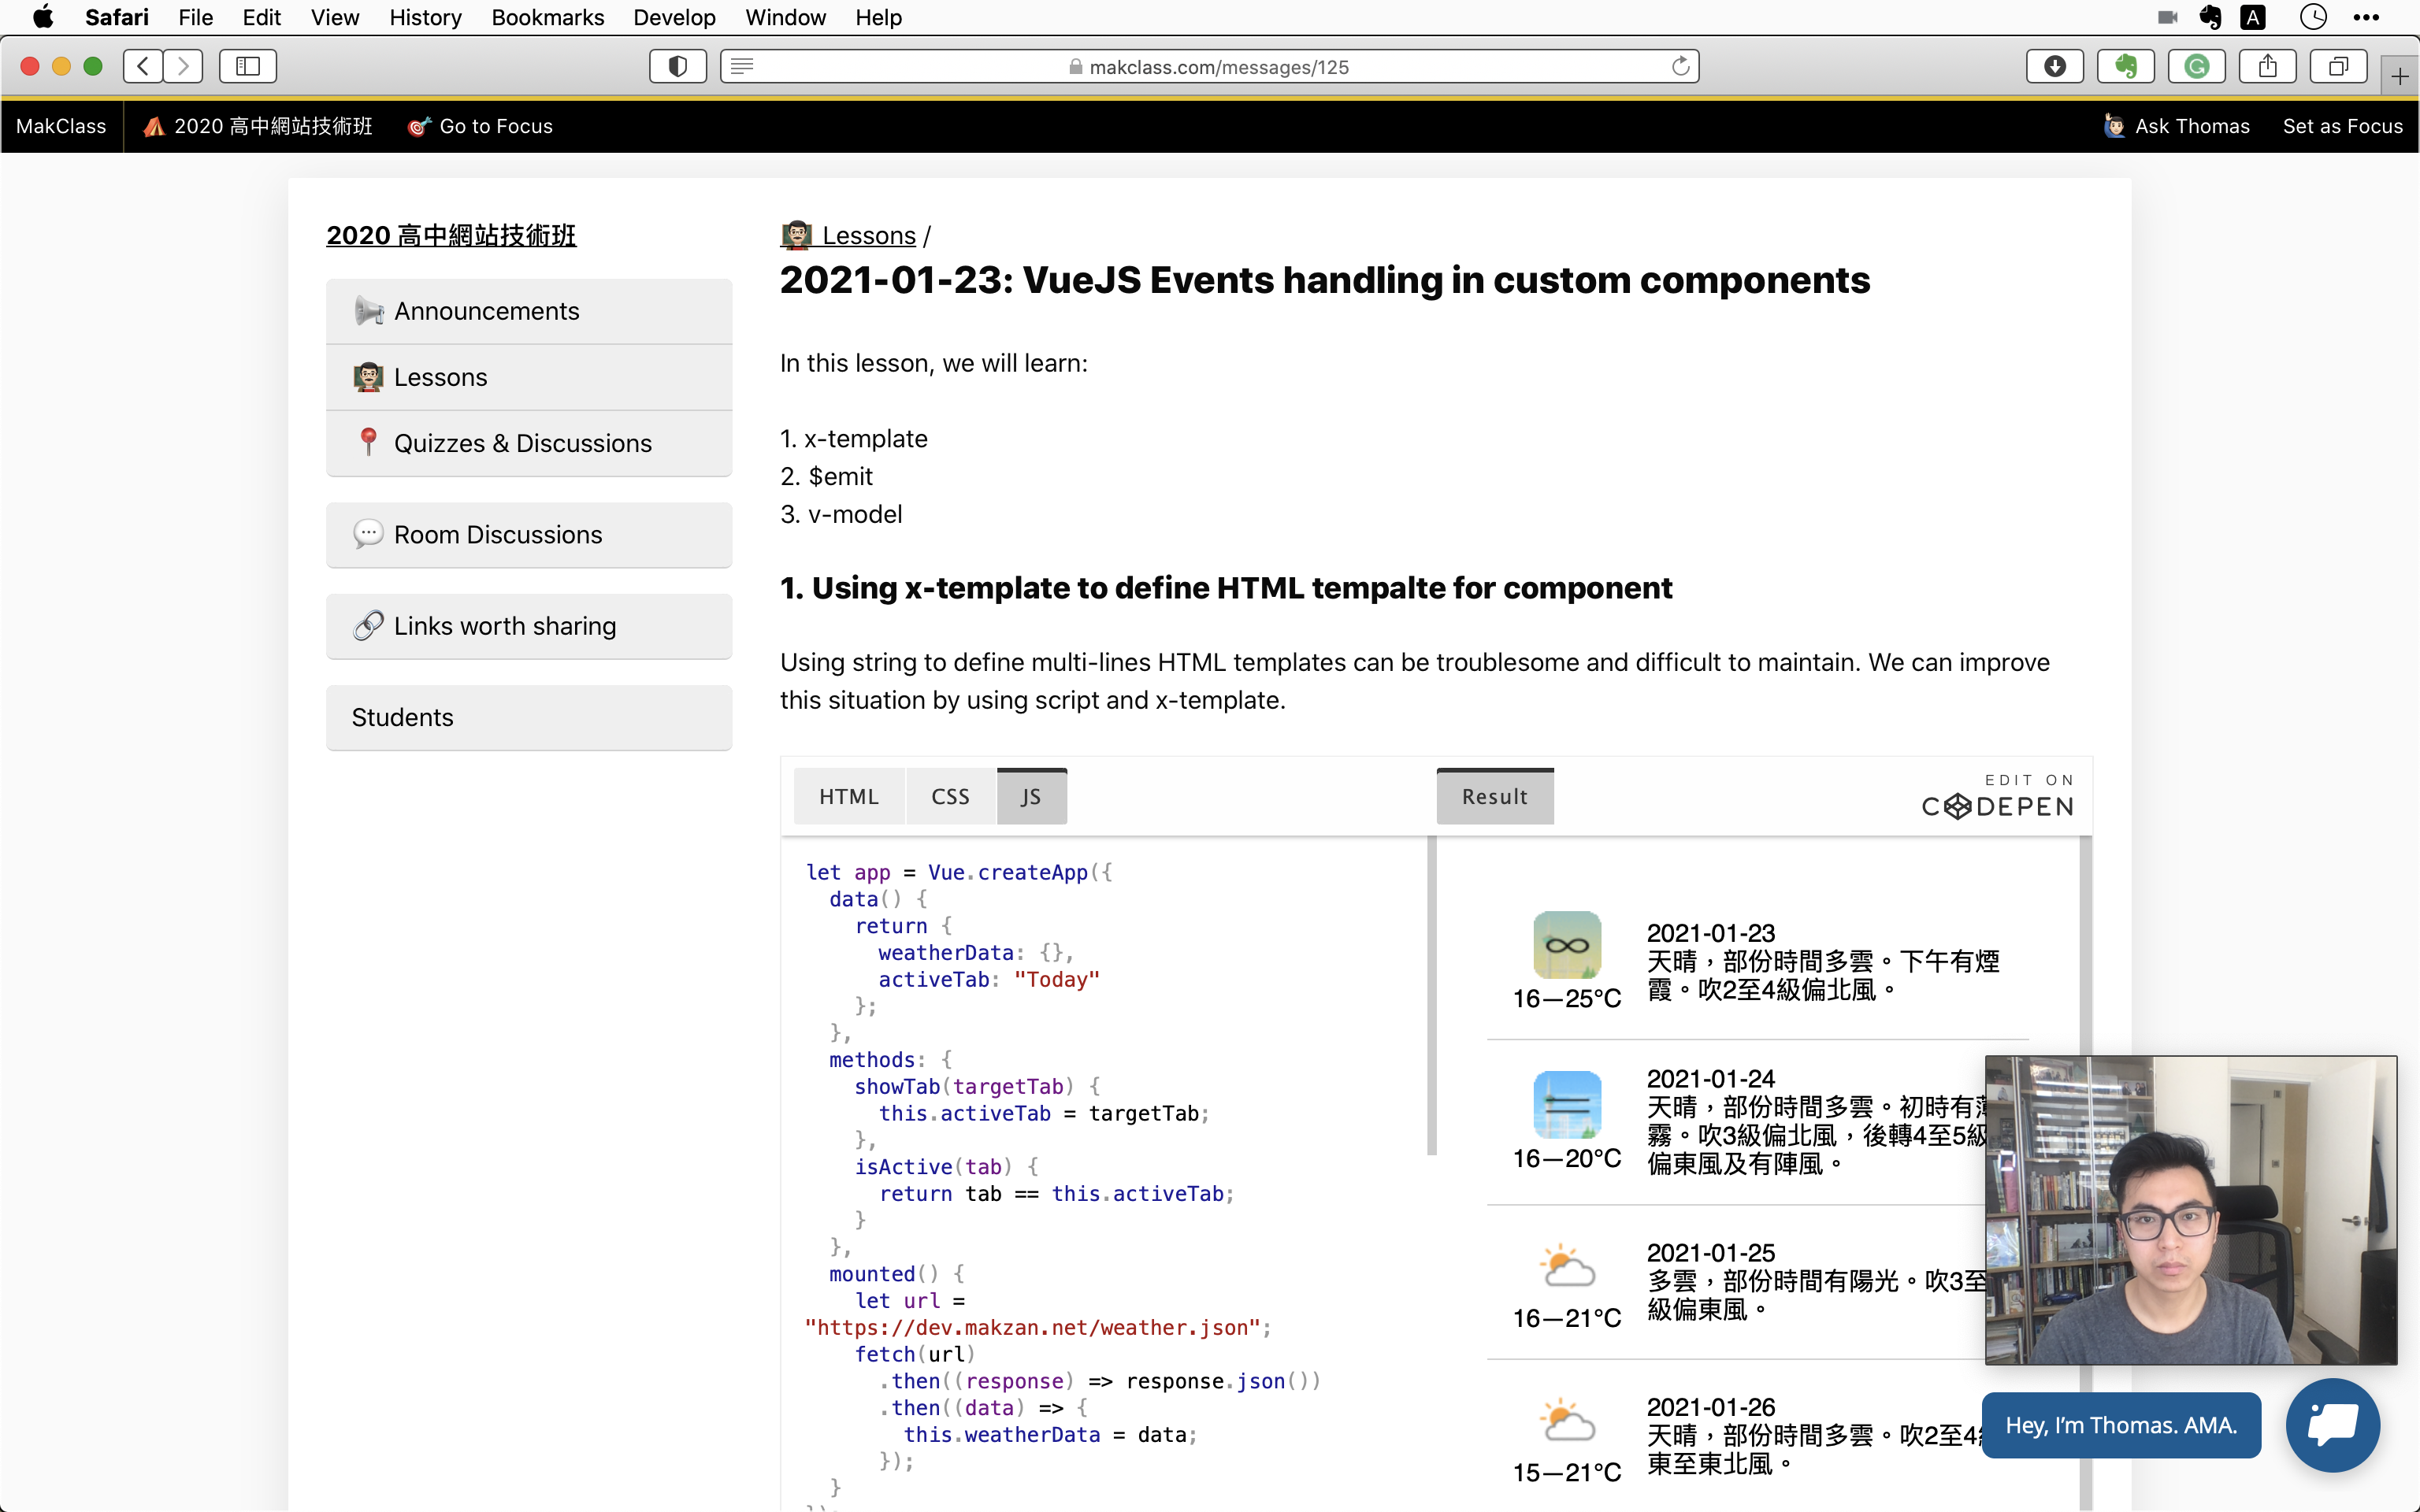 Safari File Edit View History Bookmarks Develop Window Help
A
makclass.com/messages/125
MakClass
2020 高中網站技術班
Go to Focus
Ask Thomas
Set as Focus
2020 高中網站技術班
Announcements
Lessons
Quizzes & Discussions
Room Discussions
Links worth sharing
Students
Lessons /
2021-01-23: VueJS Events handling in custom components
In this lesson, we will learn:
1. x-template
2. $emit
3. v-model
1. Using x-template to define HTML tempalte for component
Using string to define multi-lines HTML templates can be troublesome and difficult to maintain. We can improve
this situation by using script and x-template.
HTML CSS JS
Result
EDIT ON
CODEPEN
let app = Vue.createApp({
data() {
return {
weatherData: {},
activeTab: "Today"
};
},
methods: {
showTab(targetTab) {
this.activeTab = targetTab;
},
isActive(tab) {
return tab == this.activeTab;
}
},
mounted() {
let url =
"https://dev.makzan.net/weather.json";
fetch(url)
.then((response) => response.json())
.then((data) => {
this.weatherData = data;
});
}
2021-01-23
天晴，部份時間多雲。下午有煙
霞。吹2至4級偏北風。
16—25°C
2021-01-24
天晴，部份時間多雲。初時有薄
霧。吹3級偏北風，後轉4至5級
偏東風及有陣風。
16—20°C
2021-01-25
多雲，部份時間有陽光。吹3至
級偏東風。
16—21°C
2021-01-26
天晴，部份時間多雲。吹2至4
東至東北風。
15—21°C
Hey, I’m Thomas. AMA.